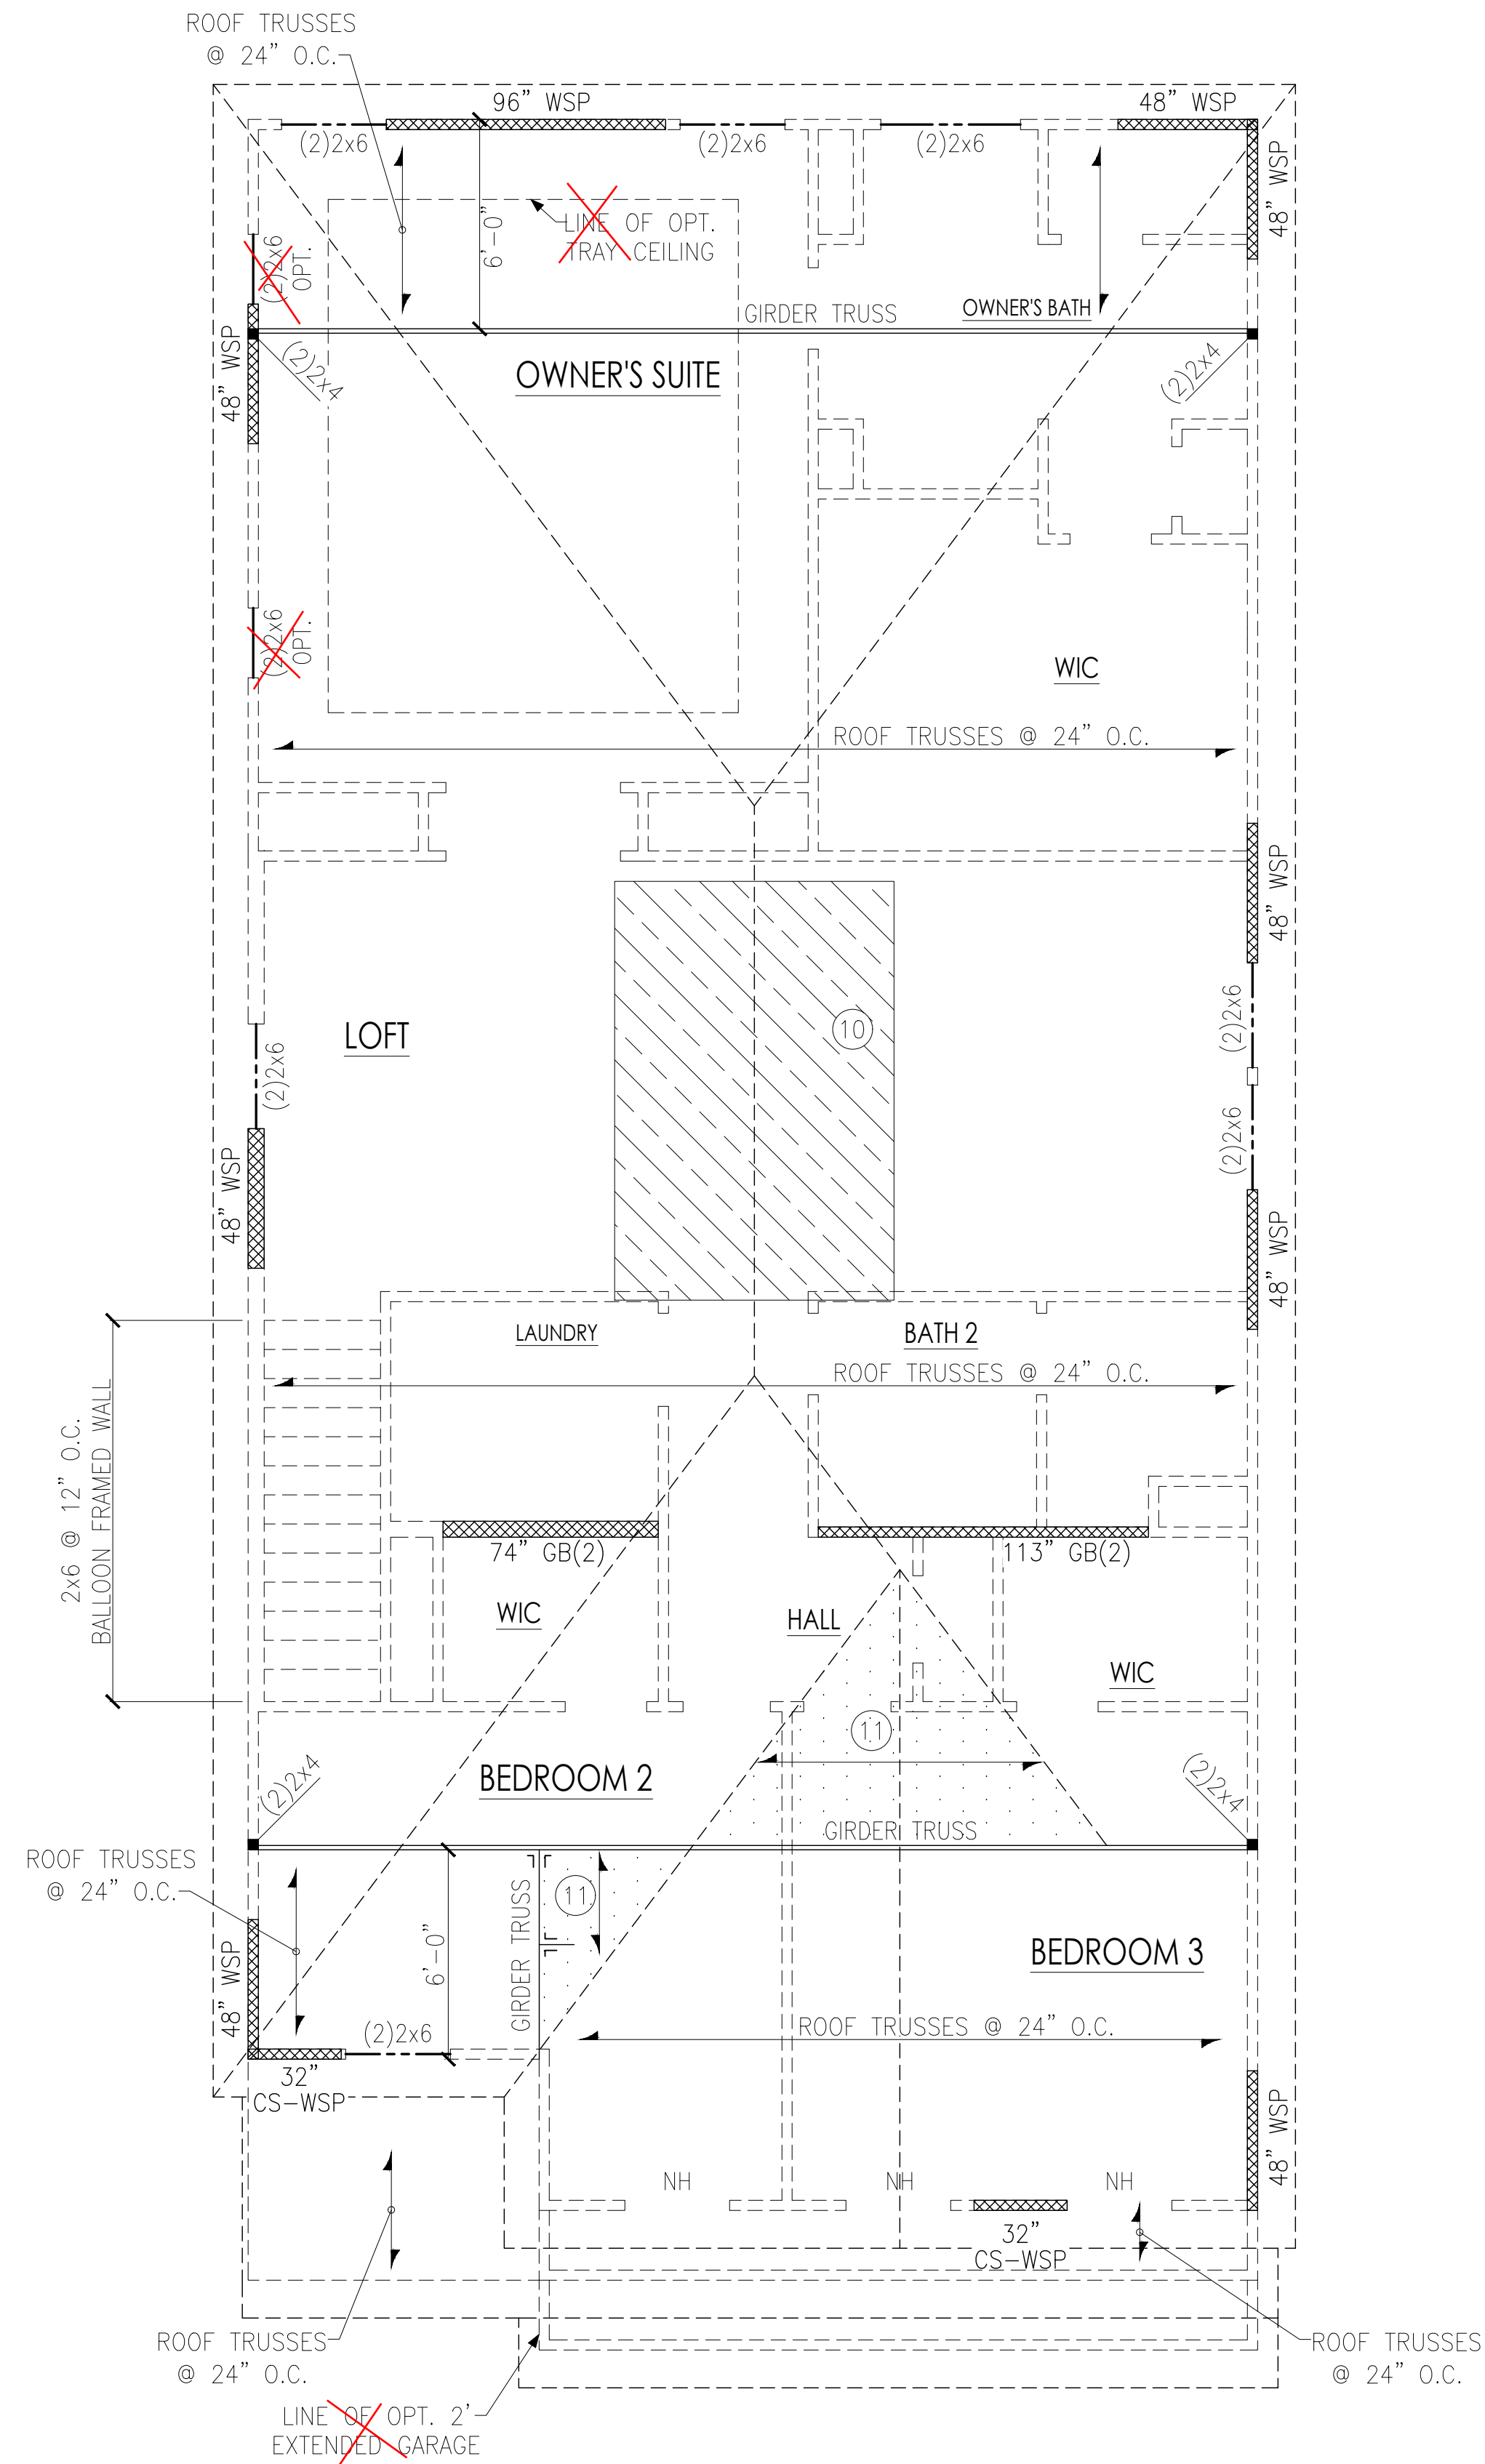 ROOF TRUSSES
@ 24" O.C.
96" WSP
48" WSP
(2)2x6
(2)2x6
(2)2x6
48" WSP
LINE OF OPT.
TRAY CEILING
6'-0"
(2)2x6
OPT.
GIRDER TRUSS
OWNER'S BATH
48" WSP
(2)2x4
OWNER'S SUITE
(2)2x4
(2)2x6
OPT.
WIC
ROOF TRUSSES @ 24" O.C.
48" WSP
LOFT
10
(2)2x6
(2)2x6
(2)2x6
48" WSP
48" WSP
LAUNDRY
BATH 2
ROOF TRUSSES @ 24" O.C.
2x6 @ 12" O.C.
BALLOON FRAMED WALL
74" GB(2)
113" GB(2)
WIC
HALL
WIC
11
BEDROOM 2
(2)2x4
(2)2x4
GIRDER TRUSS
ROOF TRUSSES
@ 24" O.C.
11
GIRDER TRUSS
6'-0"
BEDROOM 3
48" WSP
(2)2x6
ROOF TRUSSES @ 24" O.C.
32"
CS-WSP
48" WSP
NH
NH
NH
32"
CS-WSP
ROOF TRUSSES
@ 24" O.C.
ROOF TRUSSES
@ 24" O.C.
LINE OF OPT. 2'
EXTENDED GARAGE